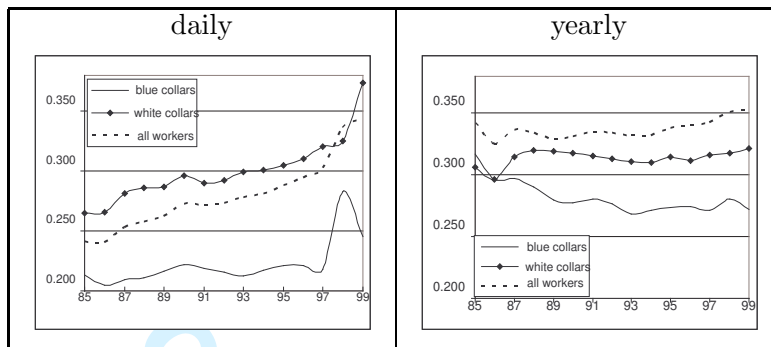 daily
0.350
0.300
0.250
0.200
blue collars
white collars
all workers
85 87 89 91 93 95 97 99
yearly
0.350
0.300
0.250
0.200
blue collars
white collars
all workers
85 87 89 91 93 95 97 99